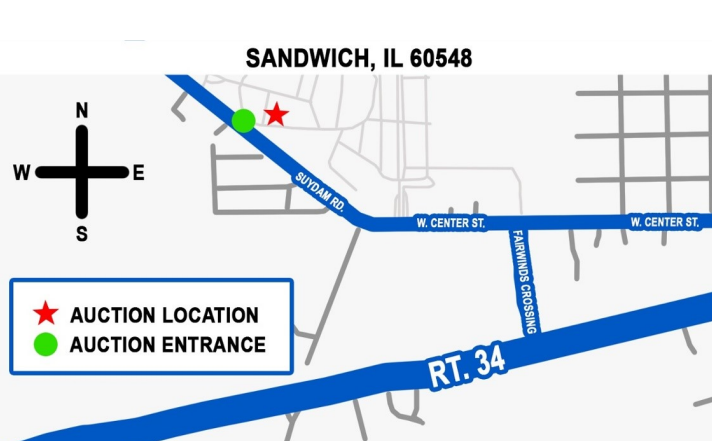 SANDWICH, IL 60548
N
W
E
S
SUYDAM RD.
W. CENTER ST.
W. CENTER ST.
FAIRWINDS CROSSING
AUCTION LOCATION
AUCTION ENTRANCE
RT. 34